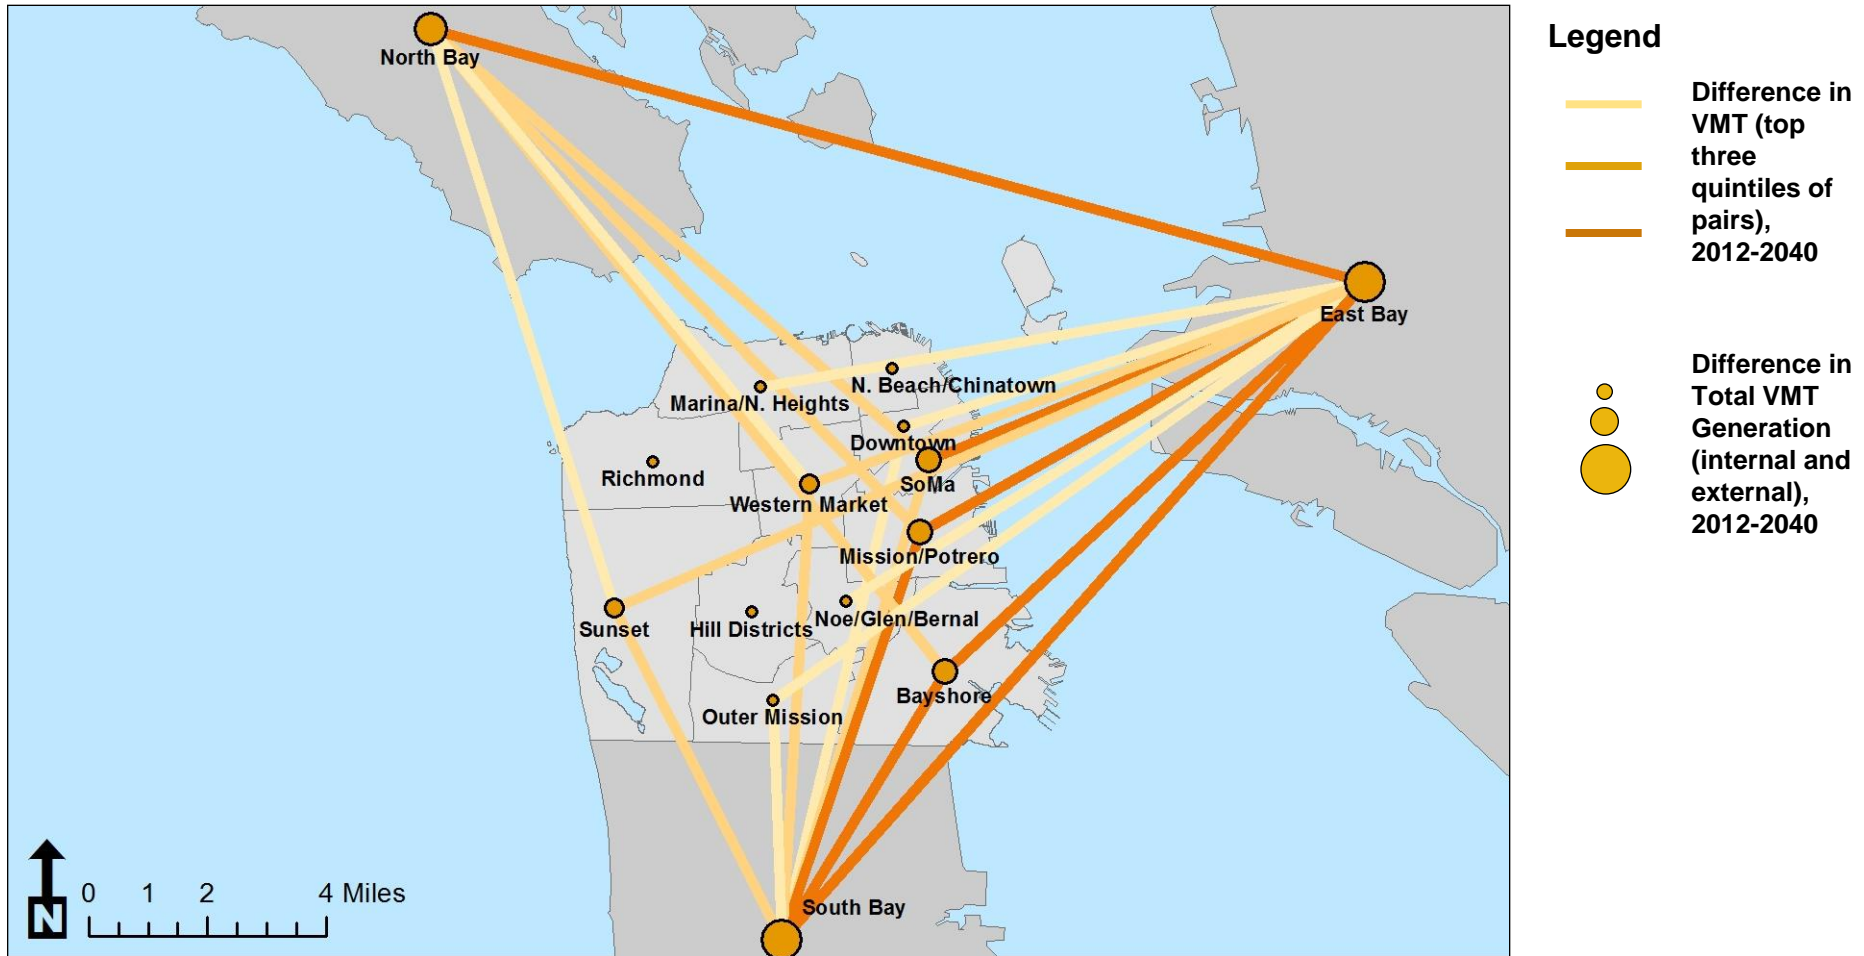 North Bay
East Bay
N. Beach/Chinatown
Marina/N. Heights
Downtown
Richmond
SoMa
Western Market
Mission/Potrero
Sunset
Hill Districts
Noe/Glen/Bernal
Bayshore
Outer Mission
South Bay
N
0 1 2 4 Miles
Legend
Difference in
VMT (top
three
quintiles of
pairs),
2012-2040
Difference in
Total VMT
Generation
(internal and
external),
2012-2040